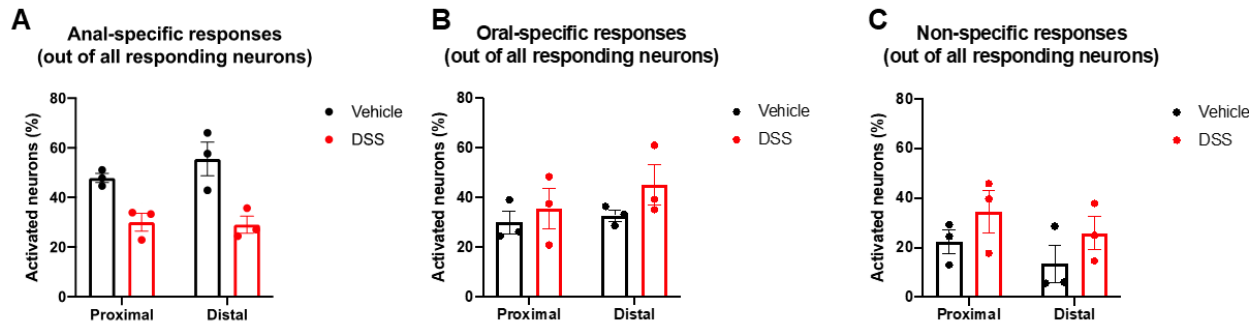 A
Anal-specific responses
(out of all responding neurons)
Activated neurons (%)
80
60
40
20
0
Proximal
Distal
Vehicle
DSS
B
Oral-specific responses
(out of all responding neurons)
Activated neurons (%)
80
60
40
20
0
Proximal
Distal
Vehicle
DSS
C
Non-specific responses
(out of all responding neurons)
Activated neurons (%)
80
60
40
20
0
Proximal
Distal
Vehicle
DSS